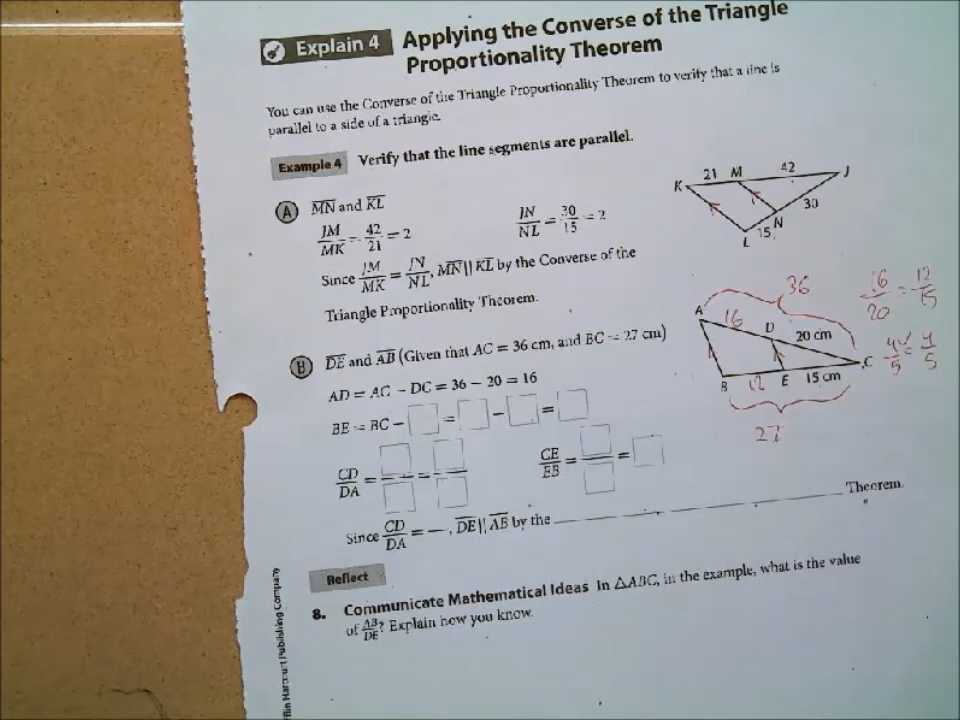 Explain 4 Applying the Converse of the Triangle
Proportionality Theorem
You can use the Converse of the Triangle Proportionality Theorem to verify that a line is
parallel to a side of a triangle.
Example 4 Verify that the line segments are parallel.
A MN and KL
JM/MK = 42/21 = 2 JN/NL = 30/15 = 2
Since JM/MK = JN/NL, MN || KL by the Converse of the
Triangle Proportionality Theorem.
K 21 M 42 J
30
N
15
L
B DE and AB (Given that AC = 36 cm, and BC = 27 cm)
AD = AC − DC = 36 − 20 = 16
BE = BC − □ = □ − □ = □
CD/DA = □/□ = □/□ CE/EB = □/□ = □
Since CD/DA = —, DE || AB by the ____ Theorem.
36
A 16 D 20 cm C
B 12 E 15 cm
27
16/20 = 12/15
4/5 = 4/5
Reflect
8. Communicate Mathematical Ideas In △ABC, in the example, what is the value
of AB/DE? Explain how you know.
Harcourt Publishing Company